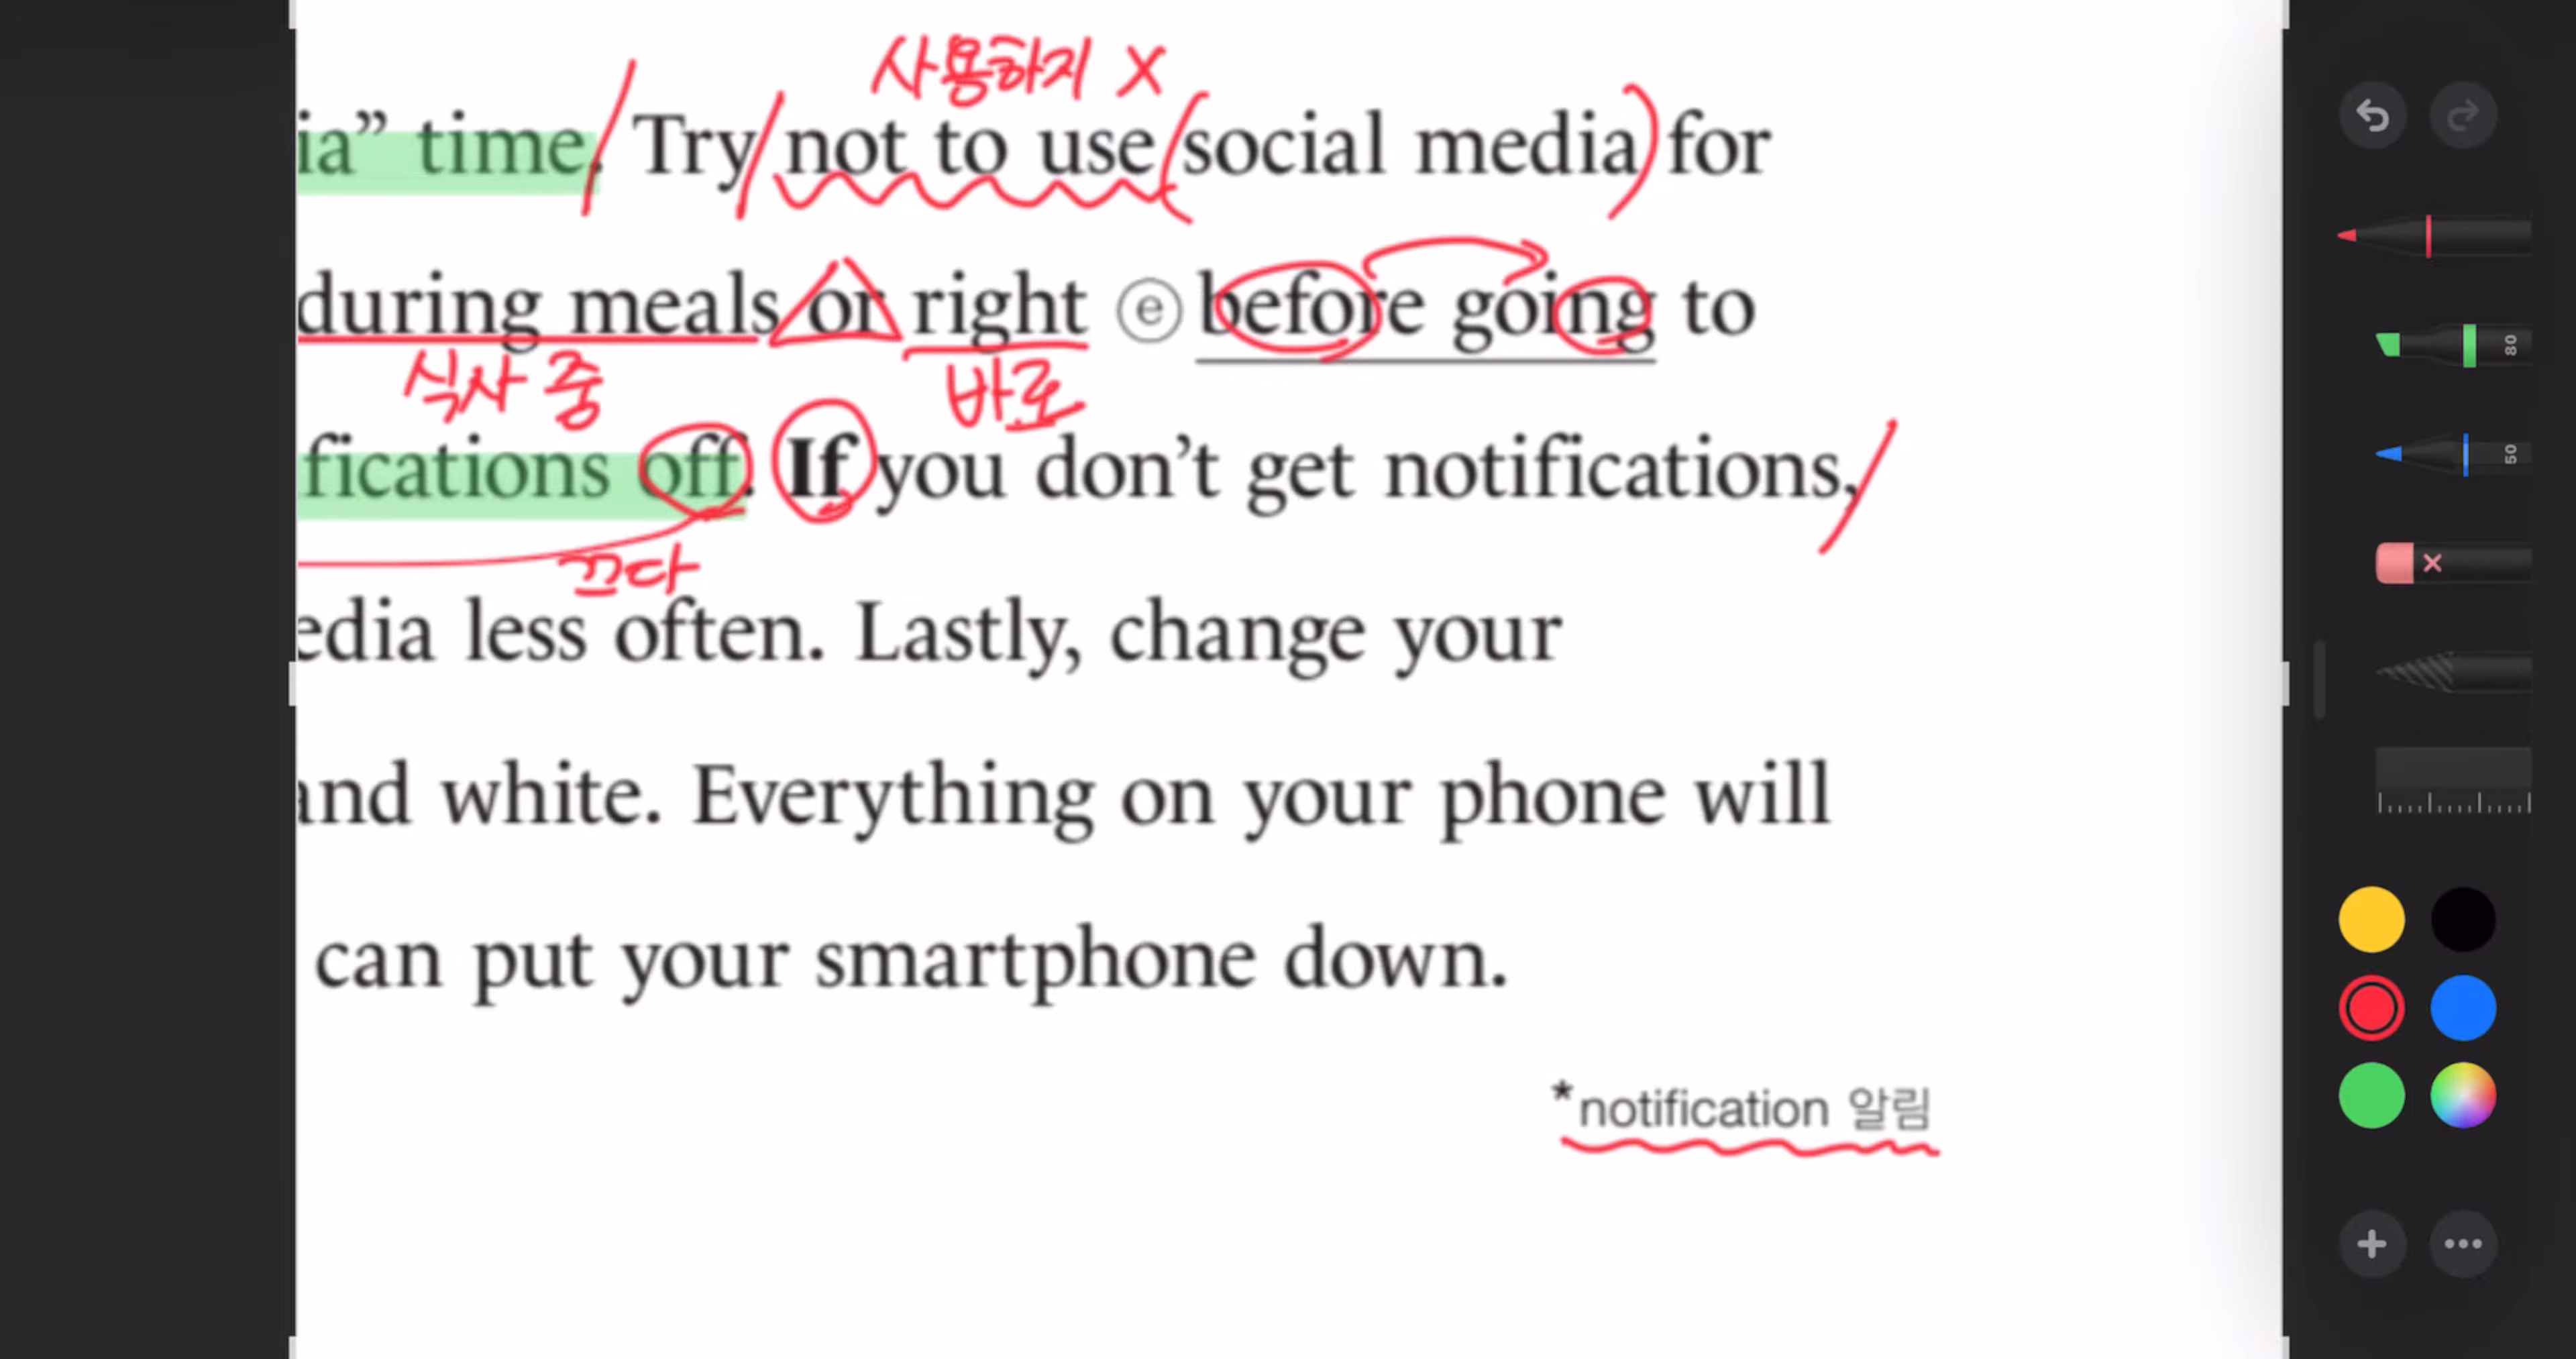 사용하지 X
ia” time. Try not to use social media for
during meals or right ⓔ before going to
식사 중 바로
fications off. If you don’t get notifications,
끄다
edia less often. Lastly, change your
and white. Everything on your phone will
can put your smartphone down.
*notification 알림
80
50